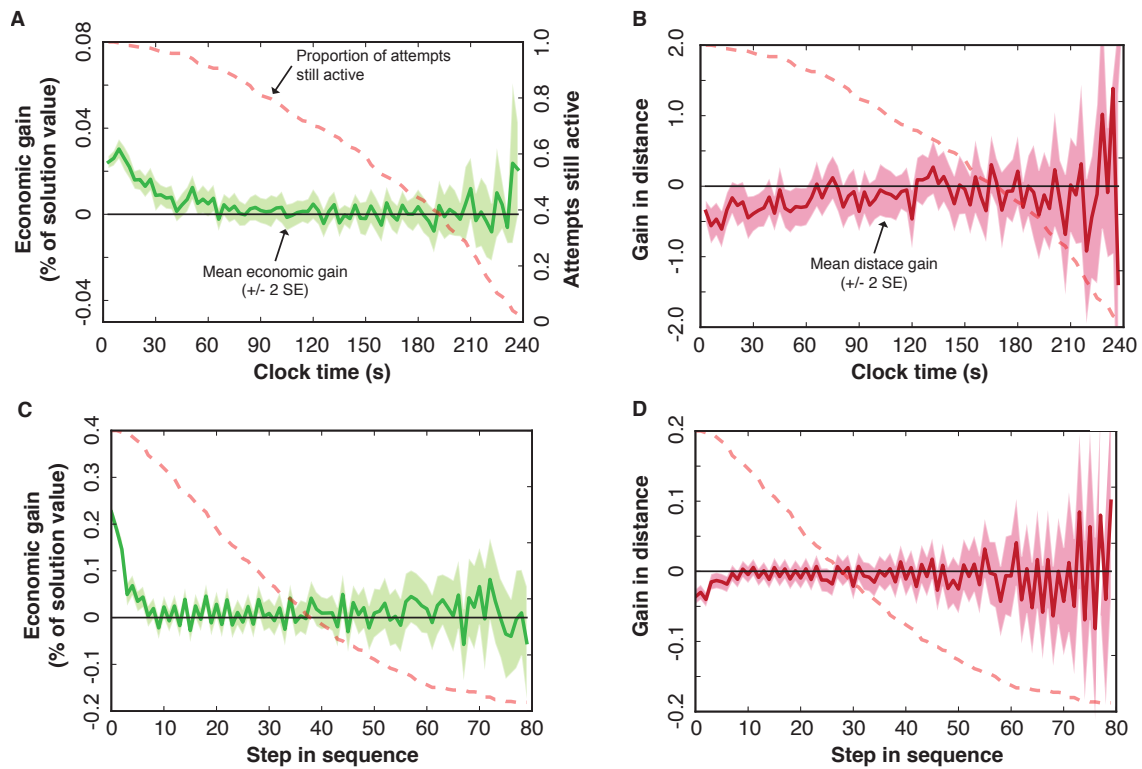 A
Economic gain
(% of solution value)
0.08
0.04
0
-0.04
Proportion of attempts
still active
Mean economic gain
(+/- 2 SE)
1.0
0.8
0.6
0.4
0.2
0
Attempts still active
0 30 60 90 120 150 180 210 240
Clock time (s)
B
Gain in distance
2.0
1.0
0
-1.0
-2.0
Mean distace gain
(+/- 2 SE)
0 30 60 90 120 150 180 210 240
Clock time (s)
C
Economic gain
(% of solution value)
0.4
0.3
0.2
0.1
0
-0.1
-0.2
0 10 20 30 40 50 60 70 80 90
Step in sequence
D
Gain in distance
0.2
0.1
0
-0.1
-0.2
0 10 20 30 40 50 60 70 80
Step in sequence